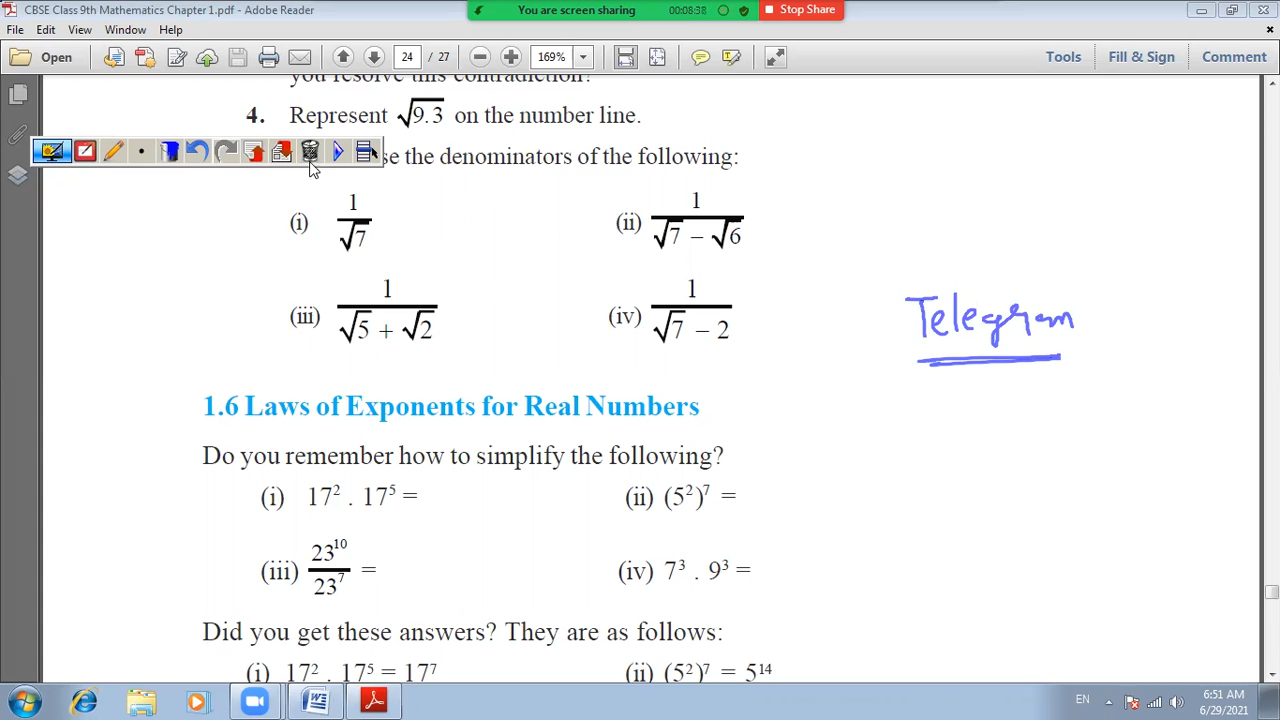 CBSE Class 9th Mathematics Chapter 1.pdf - Adobe Reader
You are screen sharing 00:08:38 Stop Share
File Edit View Window Help
Open 24 / 27 169% Tools Fill & Sign Comment
you resolve this contradiction?
4. Represent √9.3 on the number line.
se the denominators of the following:
(i) 1/√7 (ii) 1/(√7 – √6)
(iii) 1/(√5 + √2) (iv) 1/(√7 – 2)
Telegram
1.6 Laws of Exponents for Real Numbers
Do you remember how to simplify the following?
(i) 17² . 17⁵ = (ii) (5²)⁷ =
(iii) 23¹⁰/23⁷ = (iv) 7³ . 9³ =
Did you get these answers? They are as follows:
(i) 17² . 17⁵ = 17⁷ (ii) (5²)⁷ = 5¹⁴
EN 6:51 AM
6/29/2021